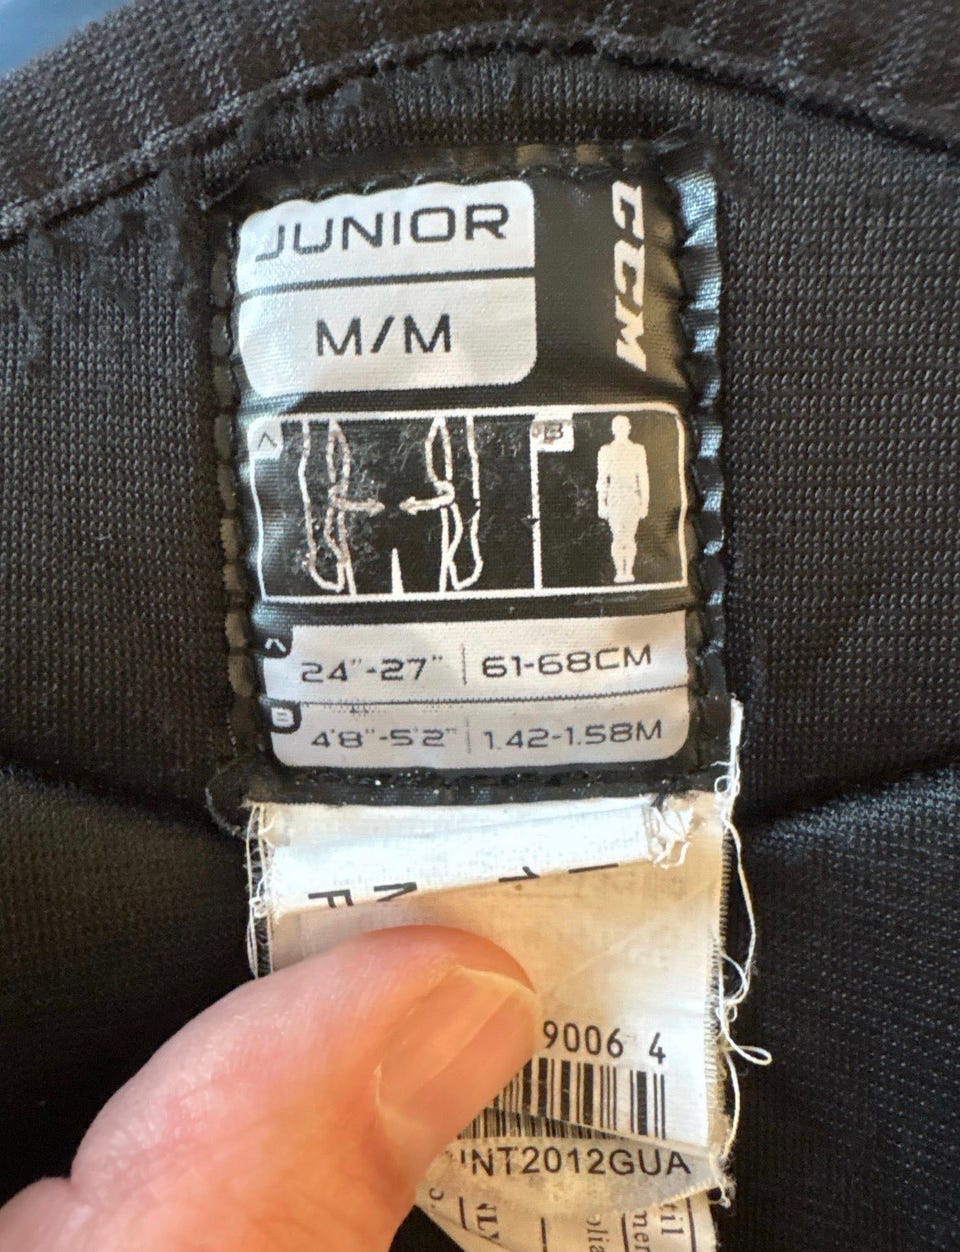 JUNIOR
CCM
M/M
A
B
A 24"-27" 61-68CM
B 4'8"-5'2" 1.42-1.58M
9006 4
NT2012GUA